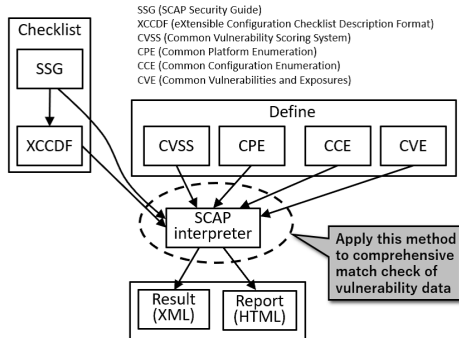 SSG (SCAP Security Guide)
XCCDF (eXtensible Configuration Checklist Description Format)
CVSS (Common Vulnerability Scoring System)
CPE (Common Platform Enumeration)
CCE (Common Configuration Enumeration)
CVE (Common Vulnerabilities and Exposures)
Checklist
SSG
XCCDF
Define
CVSS
CPE
CCE
CVE
SCAP
interpreter
Apply this method
to comprehensive
match check of
vulnerability data
Result
(XML)
Report
(HTML)